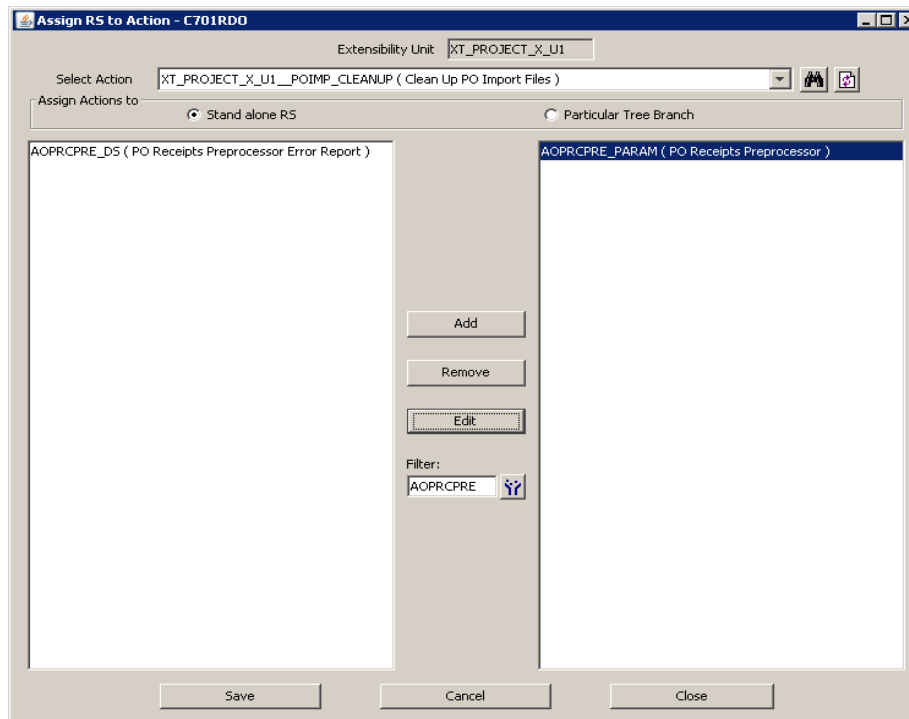 Assign RS to Action - C701RDO
Extensibility Unit XT_PROJECT_X_U1
Select Action XT_PROJECT_X_U1__POIMP_CLEANUP ( Clean Up PO Import Files )
Assign Actions to
Stand alone RS Particular Tree Branch
AOPRCPRE_DS ( PO Receipts Preprocessor Error Report ) AOPRCPRE_PARAM ( PO Receipts Preprocessor )
Add
Remove
Edit
Filter:
AOPRCPRE
Save Cancel Close